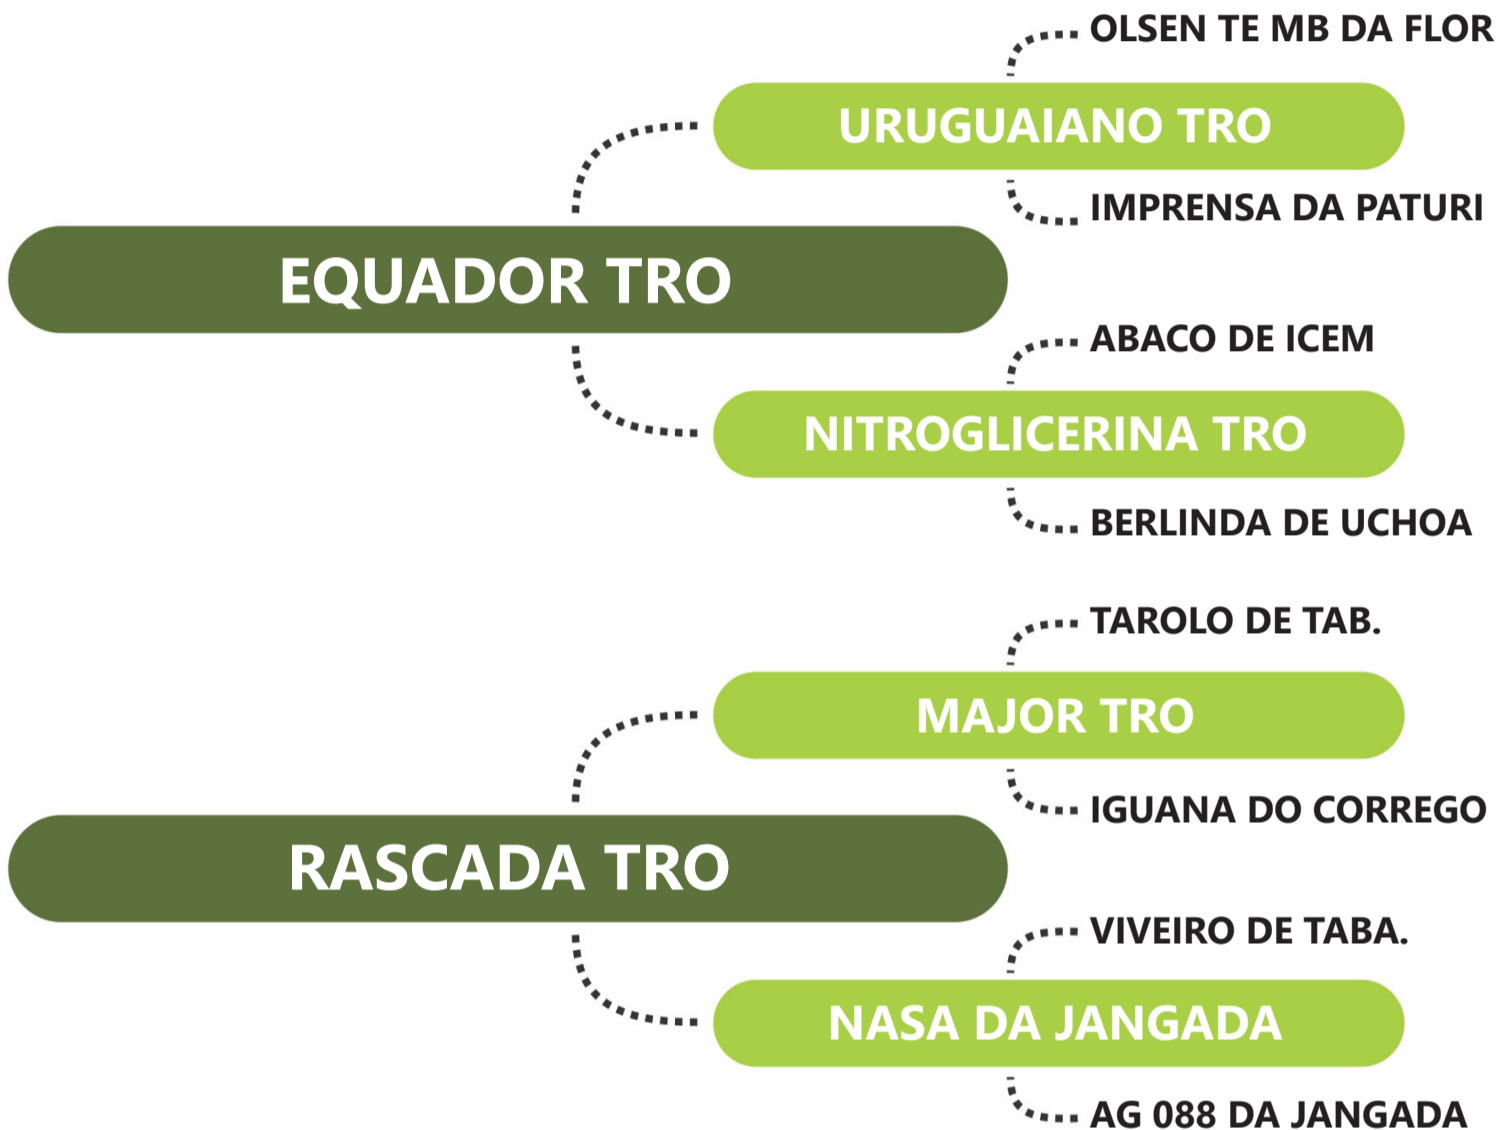 OLSEN TE MB DA FLOR
URUGUAIANO TRO
IMPRENSA DA PATURI
EQUADOR TRO
ABACO DE ICEM
NITROGLICERINA TRO
BERLINDA DE UCHOA
TAROLO DE TAB.
MAJOR TRO
IGUANA DO CORREGO
RASCADA TRO
VIVEIRO DE TABA.
NASA DA JANGADA
AG 088 DA JANGADA